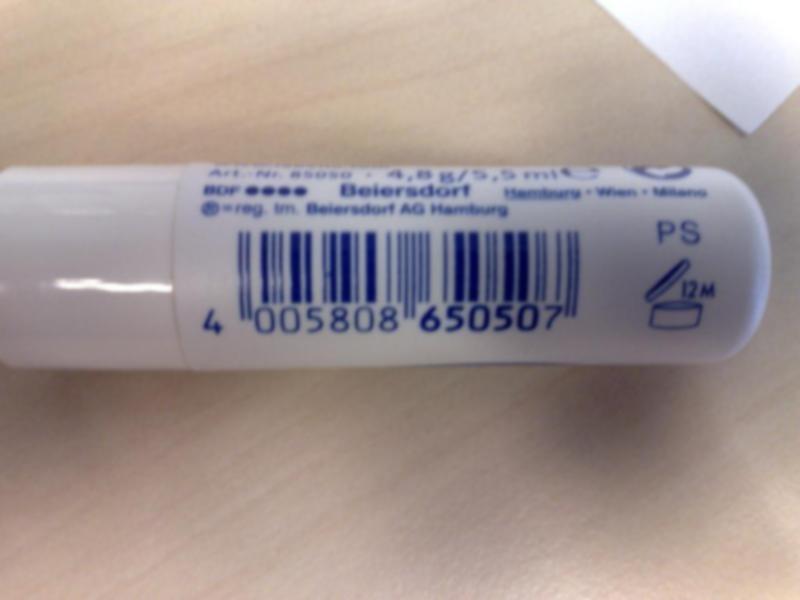 Art.-Nr. 85050 · 4,8 g/5,5 ml e
BDF ●●●● Beiersdorf Hamburg · Wien · Milano
®=reg. tm. Beiersdorf AG Hamburg
PS
12M
4 005808 650507